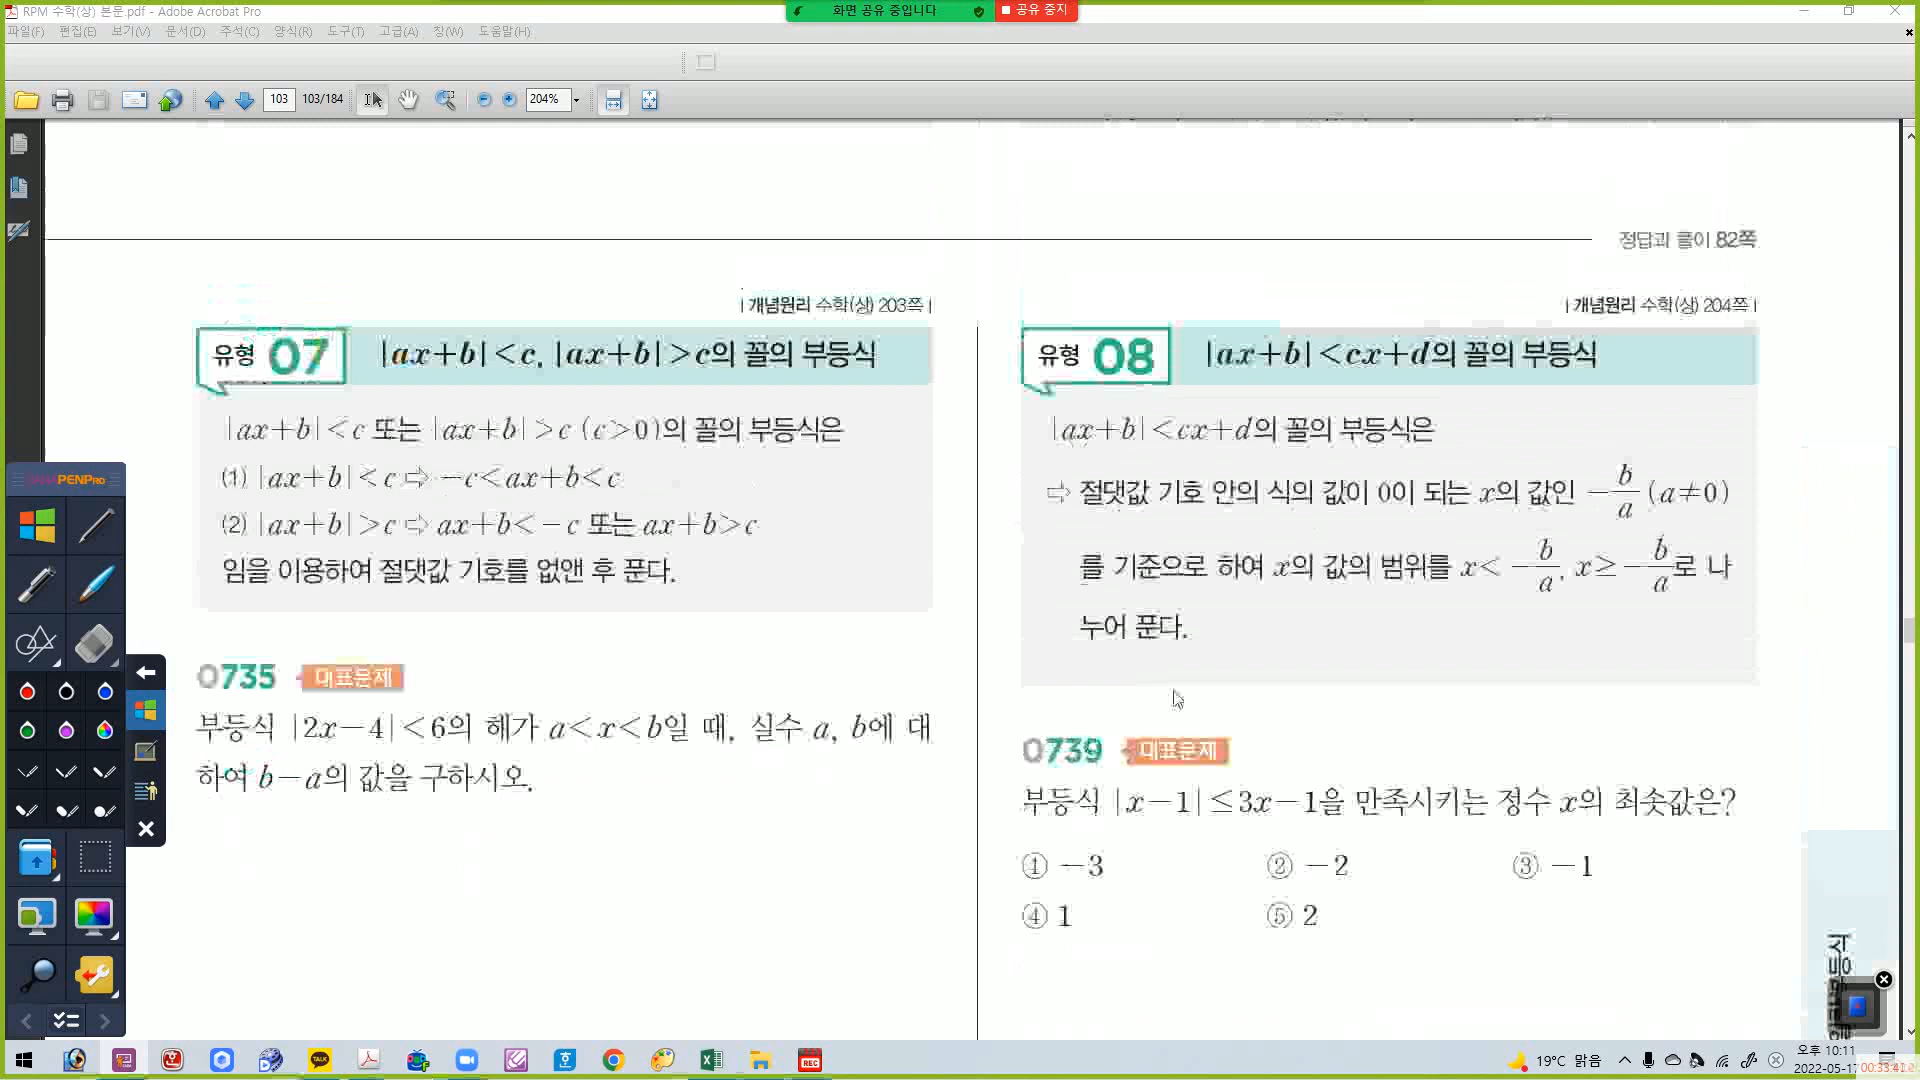 RPM 수학(상) 본문.pdf - Adobe Acrobat Pro
화면 공유 중입니다
공유 중지
파일(F) 편집(E) 보기(V) 문서(D) 주석(C) 양식(R) 도구(T) 고급(A) 창(W) 도움말(H)
103 103/184 204%
정답과 풀이 82쪽
| 개념원리 수학(상) 203쪽 |
유형 07 |ax+b|<c, |ax+b|>c의 꼴의 부등식
|ax+b|<c 또는 |ax+b|>c (c>0)의 꼴의 부등식은
(1) |ax+b|<c ⇨ -c<ax+b<c
(2) |ax+b|>c ⇨ ax+b<-c 또는 ax+b>c
임을 이용하여 절댓값 기호를 없앤 후 푼다.
0735 대표문제
부등식 |2x-4|<6의 해가 a<x<b일 때, 실수 a, b에 대
하여 b-a의 값을 구하시오.
| 개념원리 수학(상) 204쪽 |
유형 08 |ax+b|<cx+d의 꼴의 부등식
|ax+b|<cx+d의 꼴의 부등식은
⇨ 절댓값 기호 안의 식의 값이 0이 되는 x의 값인 -b/a (a≠0)
를 기준으로 하여 x의 값의 범위를 x< -b/a, x≥-b/a로 나
누어 푼다.
0739 대표문제
부등식 |x-1|≤3x-1을 만족시키는 정수 x의 최솟값은?
① -3 ② -2 ③ -1
④ 1 ⑤ 2
PENPRO
TALK
REC
19°C 맑음
오후 10:11
2022-05-17